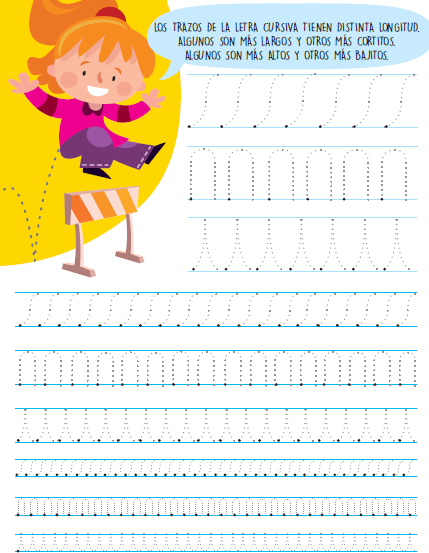 LOS TRAZOS DE LA LETRA CURSIVA TIENEN DISTINTA LONGITUD.
ALGUNOS SON MÁS LARGOS Y OTROS MÁS CORTITOS.
ALGUNOS SON MÁS ALTOS Y OTROS MÁS BAJITOS.